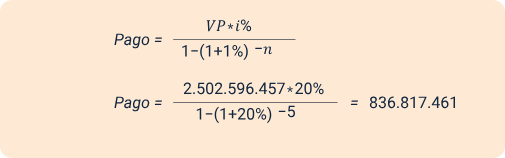 Pago = VP*i%
1−(1+1%) −n
Pago = 2.502.596.457*20% = 836.817.461
1−(1+20%) −5